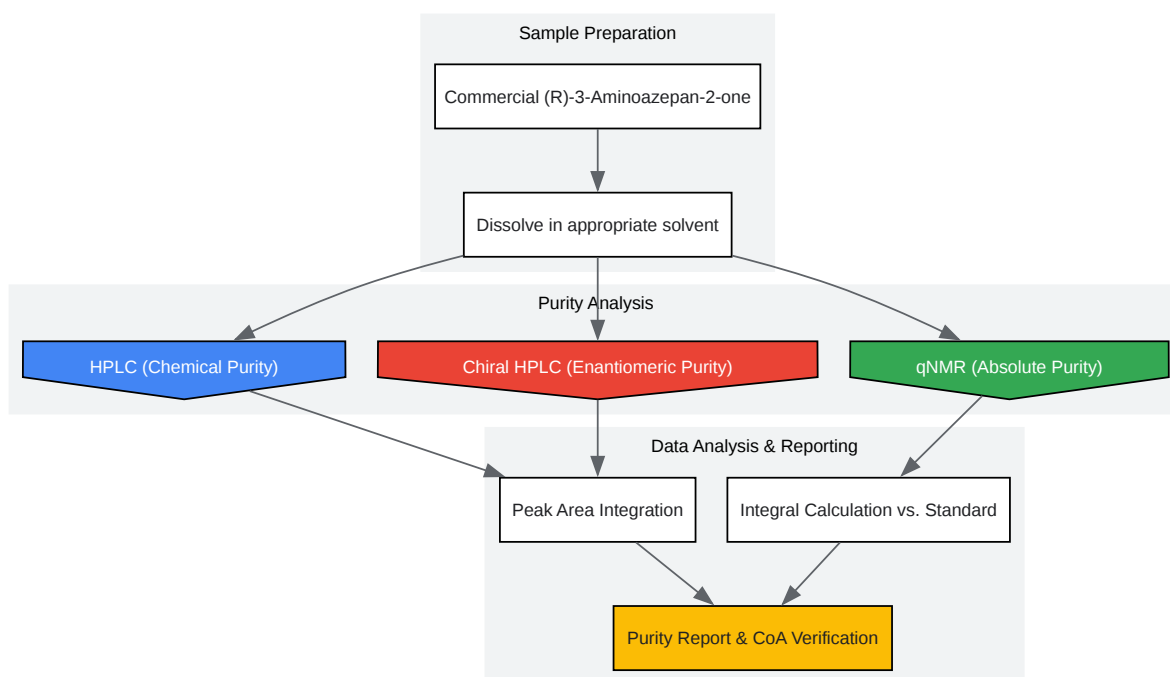 Sample Preparation
Commercial (R)-3-Aminoazepan-2-one
Dissolve in appropriate solvent
Purity Analysis
HPLC (Chemical Purity)
Chiral HPLC (Enantiomeric Purity)
qNMR (Absolute Purity)
Data Analysis & Reporting
Peak Area Integration
Integral Calculation vs. Standard
Purity Report & CoA Verification